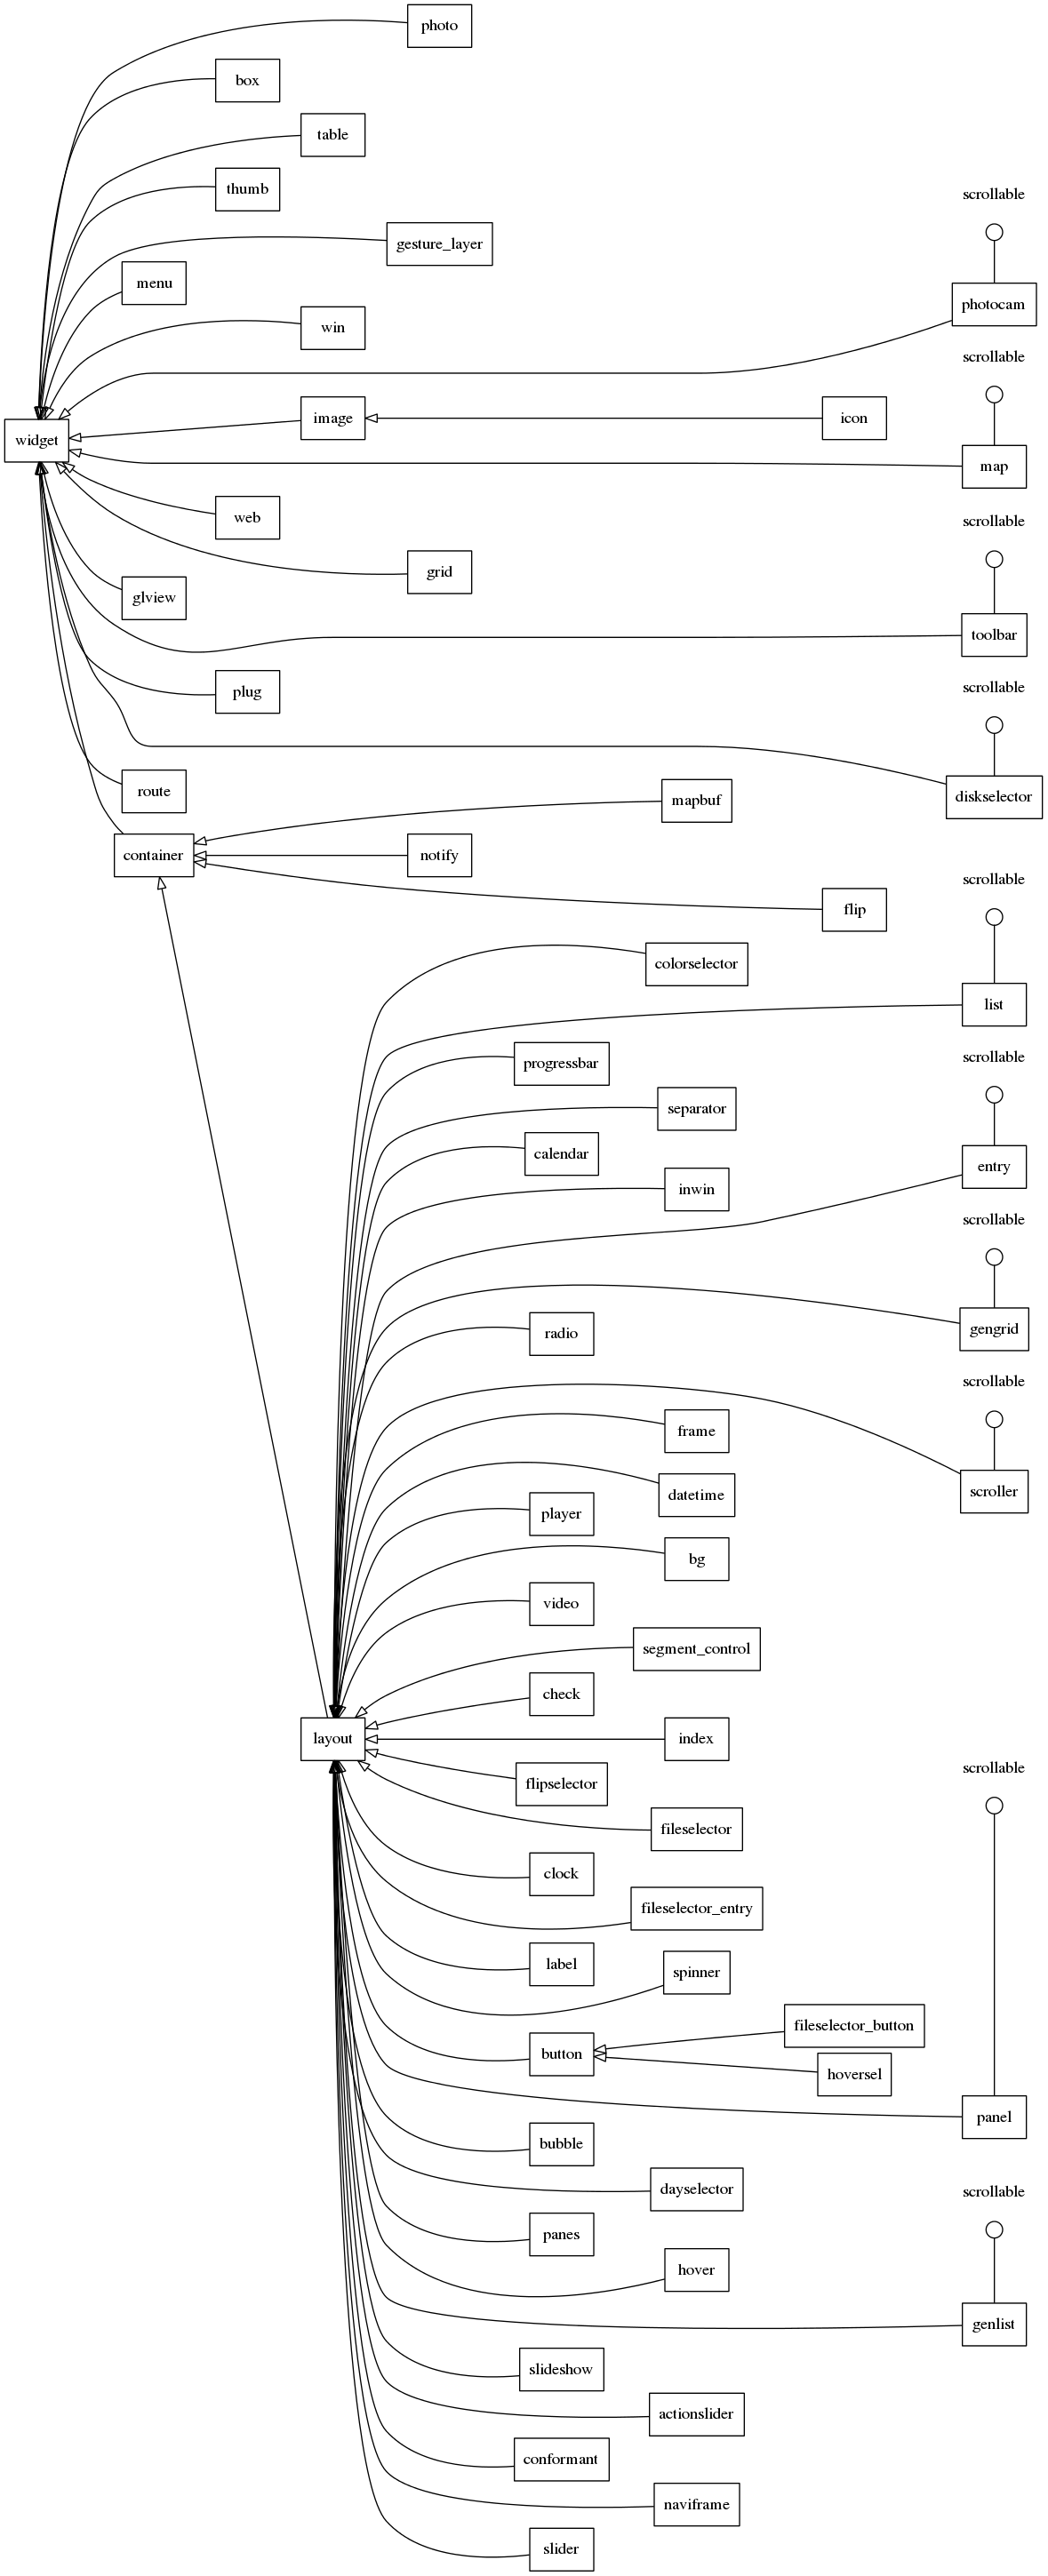 photo
box
table
thumb
scrollable
gesture_layer
menu
photocam
win
scrollable
image
icon
widget
map
web
scrollable
grid
glview
toolbar
plug
scrollable
route
diskselector
mapbuf
container
notify
scrollable
flip
colorselector
list
scrollable
progressbar
separator
calendar
entry
inwin
scrollable
gengrid
radio
scrollable
frame
scroller
datetime
player
bg
video
segment_control
check
layout
index
scrollable
flipselector
fileselector
clock
fileselector_entry
label
spinner
fileselector_button
button
hoversel
panel
bubble
dayselector
scrollable
panes
hover
genlist
slideshow
actionslider
conformant
naviframe
slider